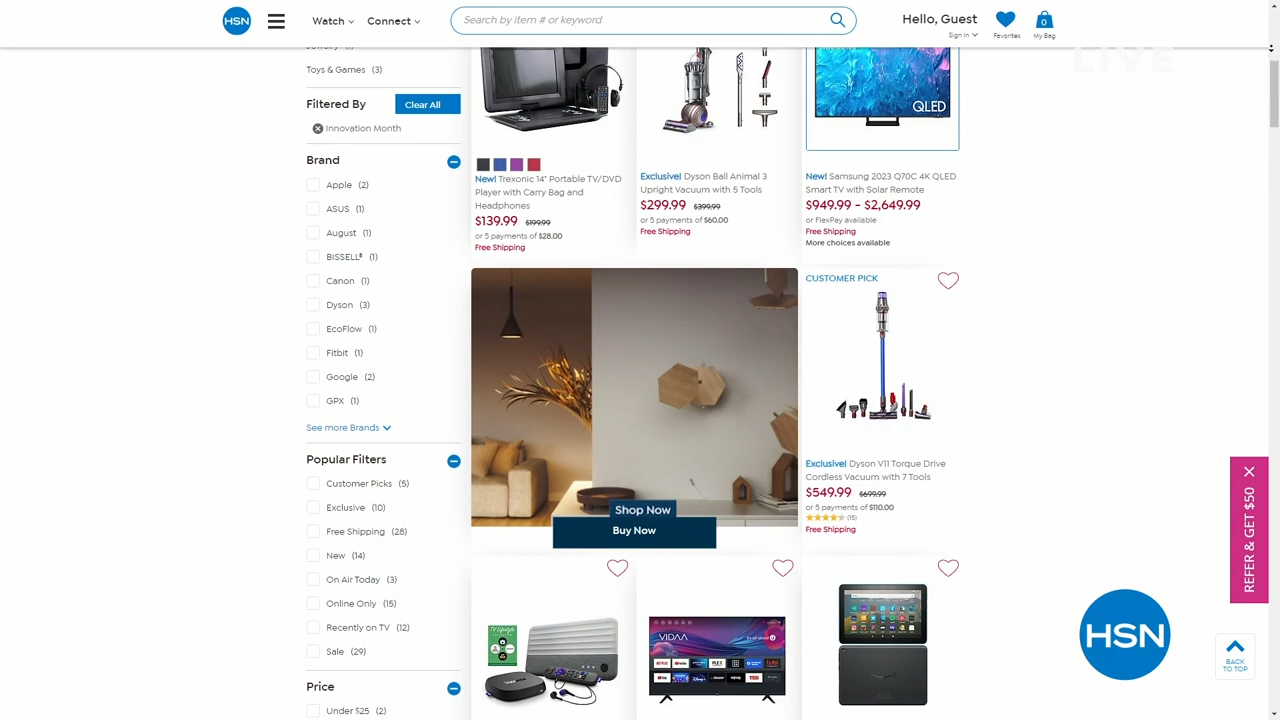 HSN
Watch
Connect
Search by item # or keyword
Hello, Guest
Sign In
Favorites
0
My Bag
LIVE
Toys & Games (3)
Filtered By
Clear All
Innovation Month
Brand
Apple (2)
ASUS (1)
August (1)
BISSELL® (1)
Canon (1)
Dyson (3)
EcoFlow (1)
Fitbit (1)
Google (2)
GPX (1)
See more Brands
Popular Filters
Customer Picks (5)
Exclusive (10)
Free Shipping (28)
New (14)
On Air Today (3)
Online Only (15)
Recently on TV (12)
Sale (29)
Price
Under $25 (2)
New! Trexonic 14" Portable TV/DVD
Player with Carry Bag and
Headphones
$139.99 $199.99
or 5 payments of $28.00
Free Shipping
Exclusive! Dyson Ball Animal 3
Upright Vacuum with 5 Tools
$299.99 $399.99
or 5 payments of $60.00
Free Shipping
QLED
New! Samsung 2023 Q70C 4K QLED
Smart TV with Solar Remote
$949.99 - $2,649.99
or FlexPay available
Free Shipping
More choices available
Shop Now
Buy Now
CUSTOMER PICK
Exclusive! Dyson V11 Torque Drive
Cordless Vacuum with 7 Tools
$549.99 $699.99
or 5 payments of $110.00
(15)
Free Shipping
VIDAA
REFER & GET $50
HSN
BACK
TO TOP